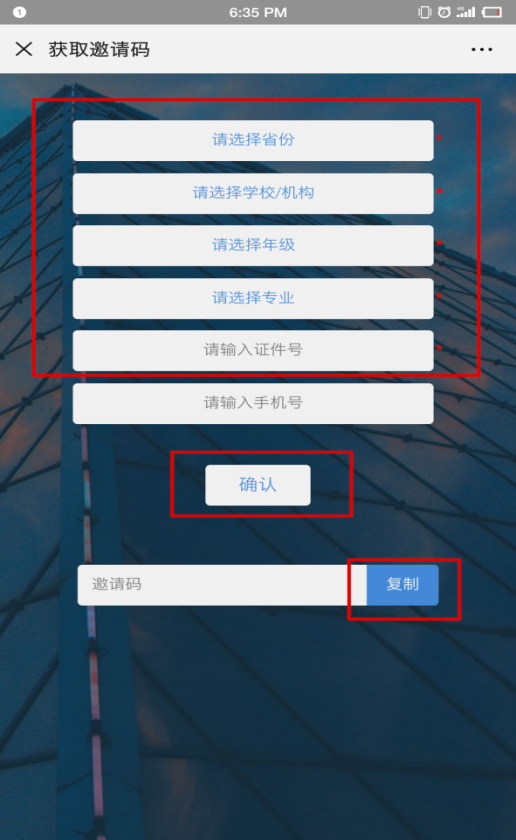 1
6:35 PM
4G
获取邀请码
请选择省份
*
请选择学校/机构
*
请选择年级
*
请选择专业
*
请输入证件号
*
请输入手机号
确认
邀请码
复制